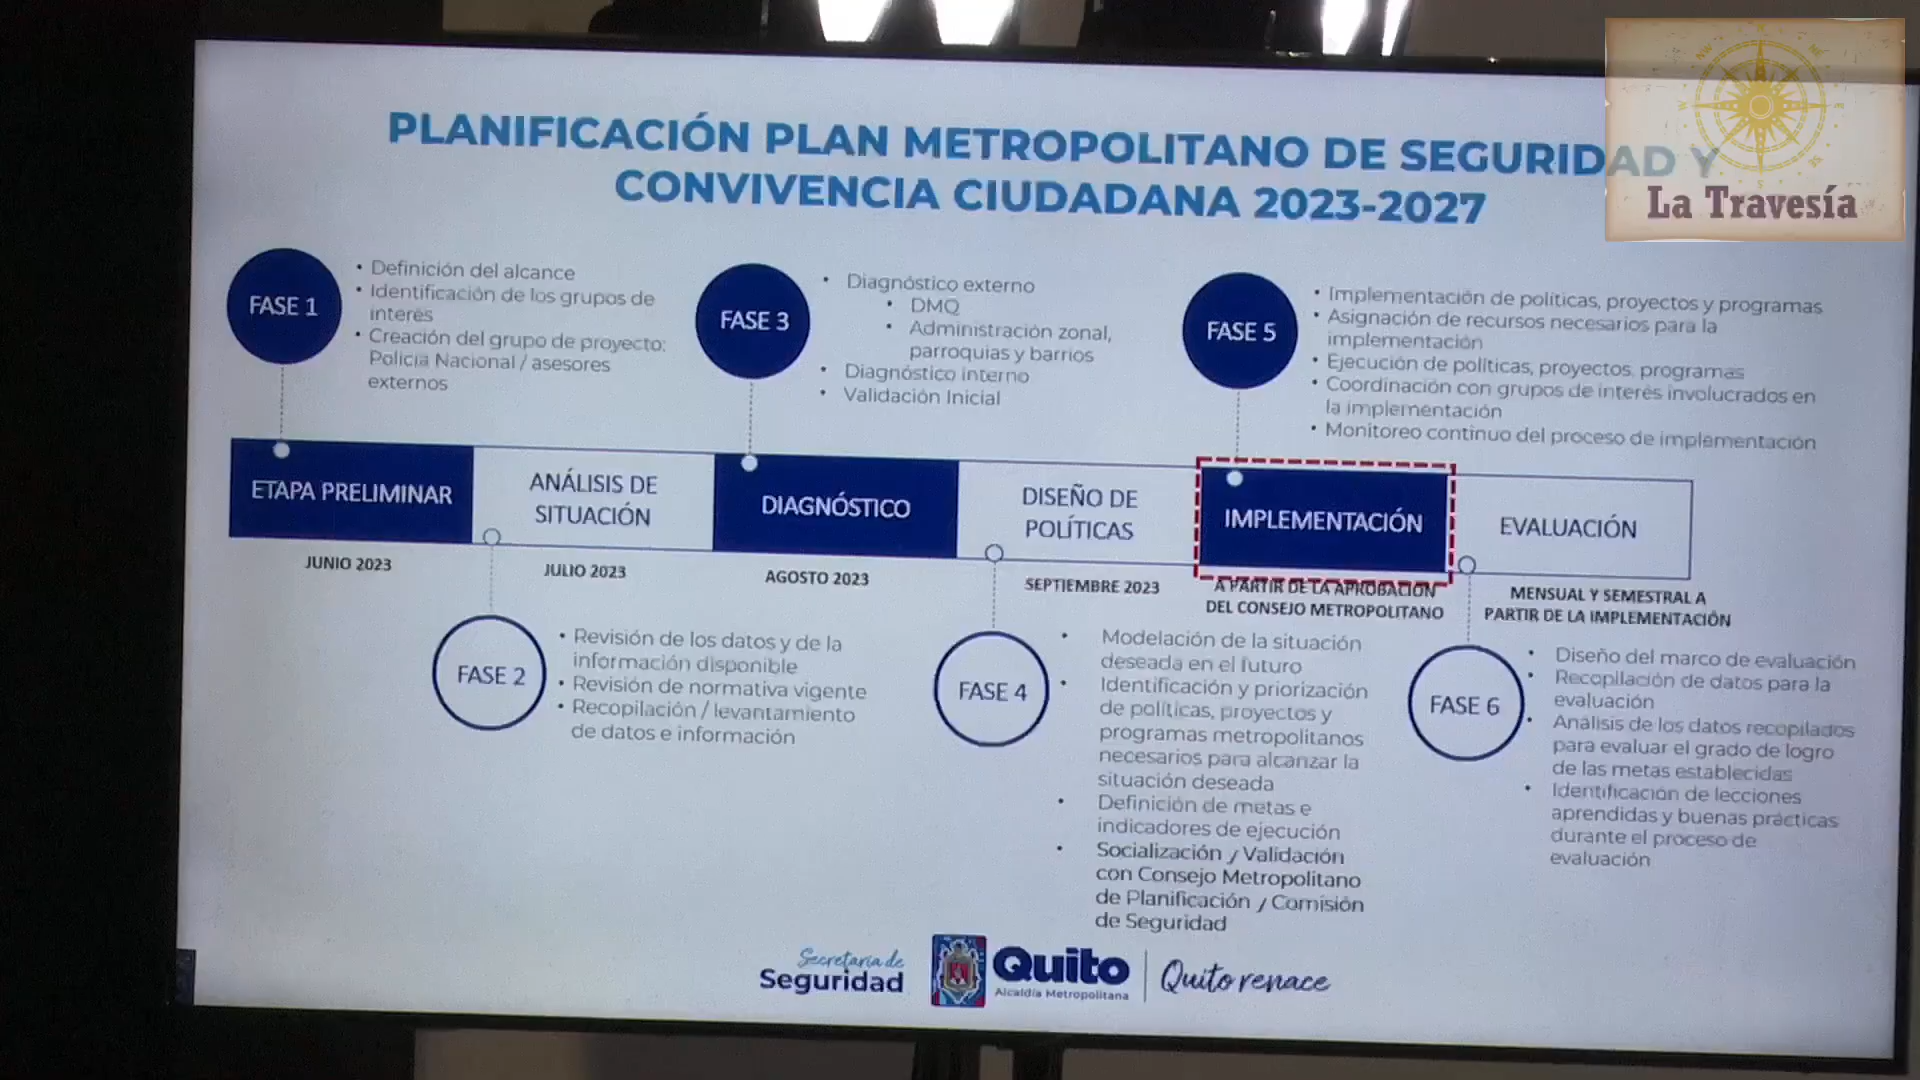 PLANIFICACIÓN PLAN METROPOLITANO DE SEGURIDAD Y
CONVIVENCIA CIUDADANA 2023-2027
La Travesía
FASE 1
• Definición del alcance
• Identificación de los grupos de
interés
• Creación del grupo de proyecto:
Policía Nacional / asesores
externos
FASE 3
• Diagnóstico externo
• DMQ
• Administración zonal,
parroquias y barrios
• Diagnóstico interno
• Validación Inicial
FASE 5
• Implementación de políticas, proyectos y programas
• Asignación de recursos necesarios para la
implementación
• Ejecución de políticas, proyectos, programas
• Coordinación con grupos de interés involucrados en
la implementación
• Monitoreo continuo del proceso de implementación
ETAPA PRELIMINAR
ANÁLISIS DE
SITUACIÓN
DIAGNÓSTICO
DISEÑO DE
POLÍTICAS
IMPLEMENTACIÓN
EVALUACIÓN
JUNIO 2023
JULIO 2023
AGOSTO 2023
SEPTIEMBRE 2023
A PARTIR DE LA APROBACIÓN
DEL CONSEJO METROPOLITANO
MENSUAL Y SEMESTRAL A
PARTIR DE LA IMPLEMENTACIÓN
FASE 2
• Revisión de los datos y de la
información disponible
• Revisión de normativa vigente
• Recopilación / levantamiento
de datos e información
FASE 4
• Modelación de la situación
deseada en el futuro
• Identificación y priorización
de políticas, proyectos y
programas metropolitanos
necesarios para alcanzar la
situación deseada
• Definición de metas e
indicadores de ejecución
• Socialización / Validación
con Consejo Metropolitano
de Planificación / Comisión
de Seguridad
FASE 6
• Diseño del marco de evaluación
• Recopilación de datos para la
evaluación
• Análisis de los datos recopilados
para evaluar el grado de logro
de las metas establecidas
• Identificación de lecciones
aprendidas y buenas prácticas
durante el proceso de
evaluación
Secretaría de
Seguridad
Quito
Alcaldía Metropolitana
Quito renace